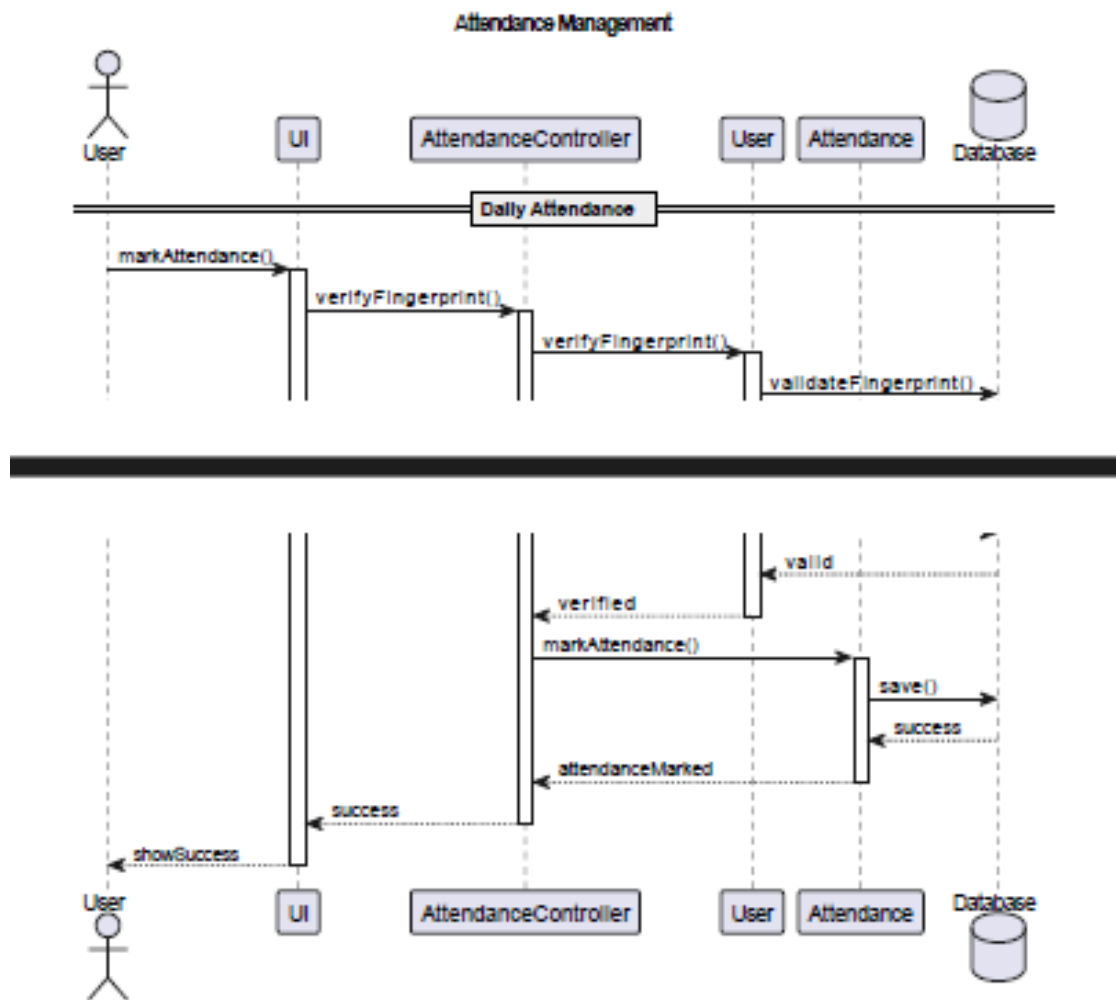 Attendance Management
User
UI
AttendanceController
User
Attendance
Database
Daily Attendance
markAttendance()
verifyFingerprint()
verifyFingerprint()
validateFingerprint()
valid
verified
markAttendance()
save()
success
attendanceMarked
success
showSuccess
User
UI
AttendanceController
User
Attendance
Database